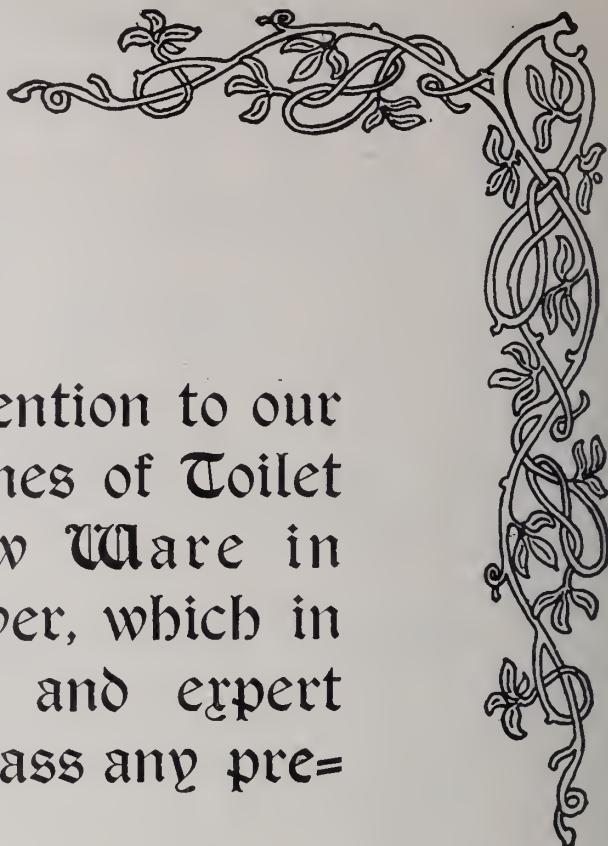 ention to our
nes of Toilet
w Ware in
per, which in
and expert
ass any pre=